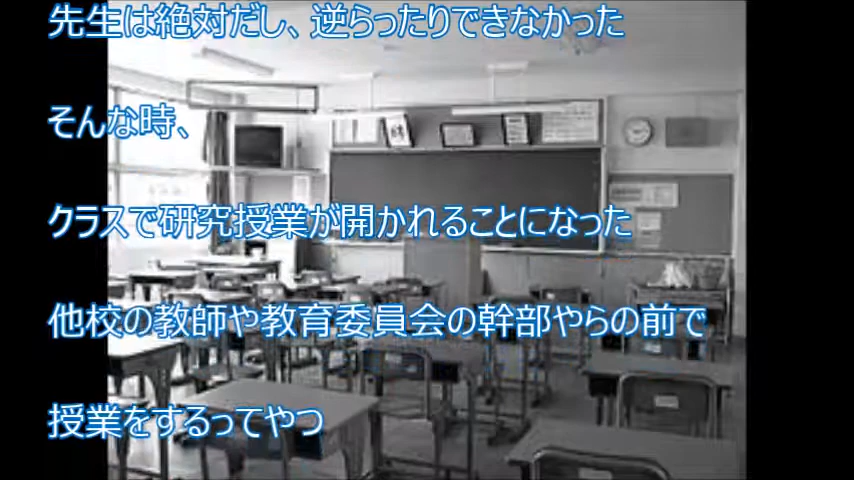 先生は絶対だし、逆らったりできなかった
そんな時、
クラスで研究授業が開かれることになった
他校の教師や教育委員会の幹部やらの前で
授業をするってやつ